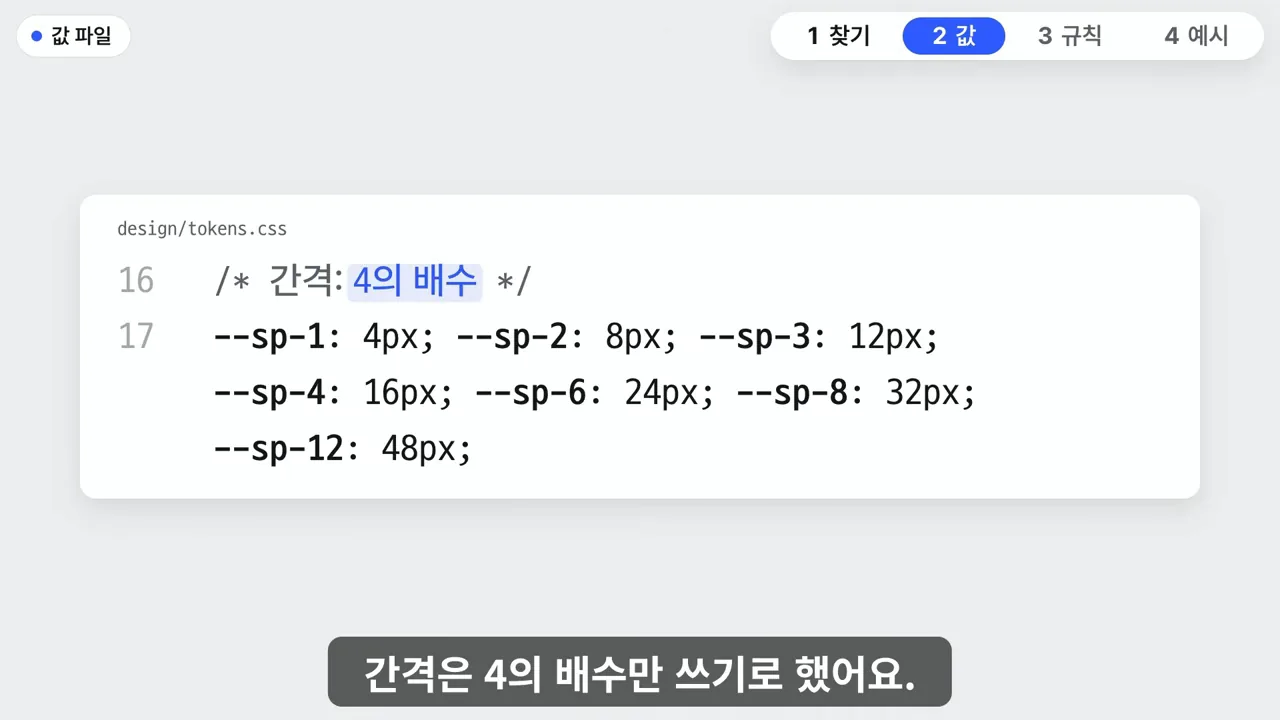 값 파일
1 찾기 2 값 3 규칙 4 예시
design/tokens.css
16 /* 간격: 4의 배수 */
17 --sp-1: 4px; --sp-2: 8px; --sp-3: 12px;
--sp-4: 16px; --sp-6: 24px; --sp-8: 32px;
--sp-12: 48px;
간격은 4의 배수만 쓰기로 했어요.